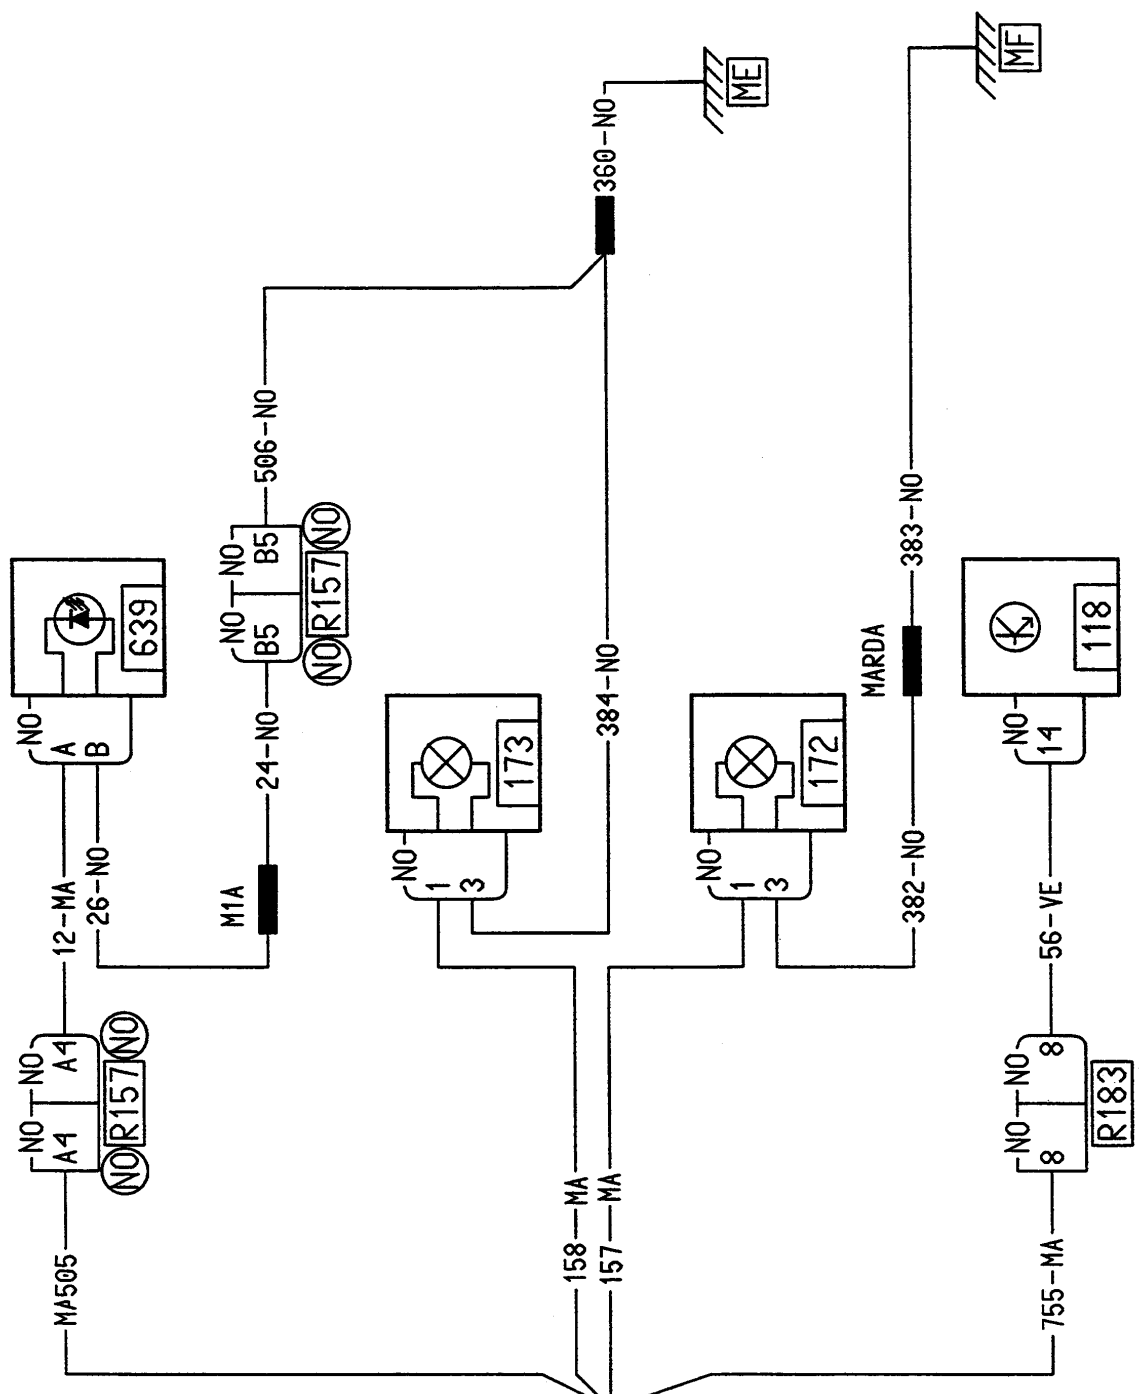 NO NO NO
MA505 A4 A4 12-MA A
26-NO B
NO R157 NO
639
M1A NO NO
24-NO B5 B5 506-NO
NO R157 NO
NO
1
3
173
158-MA
157-MA 384-NO 360-NO
NO
1 ME
3
172
MARDA
382-NO 383-NO
NO NO NO MF
755-MA 8 8 56-VE 14
R183 118